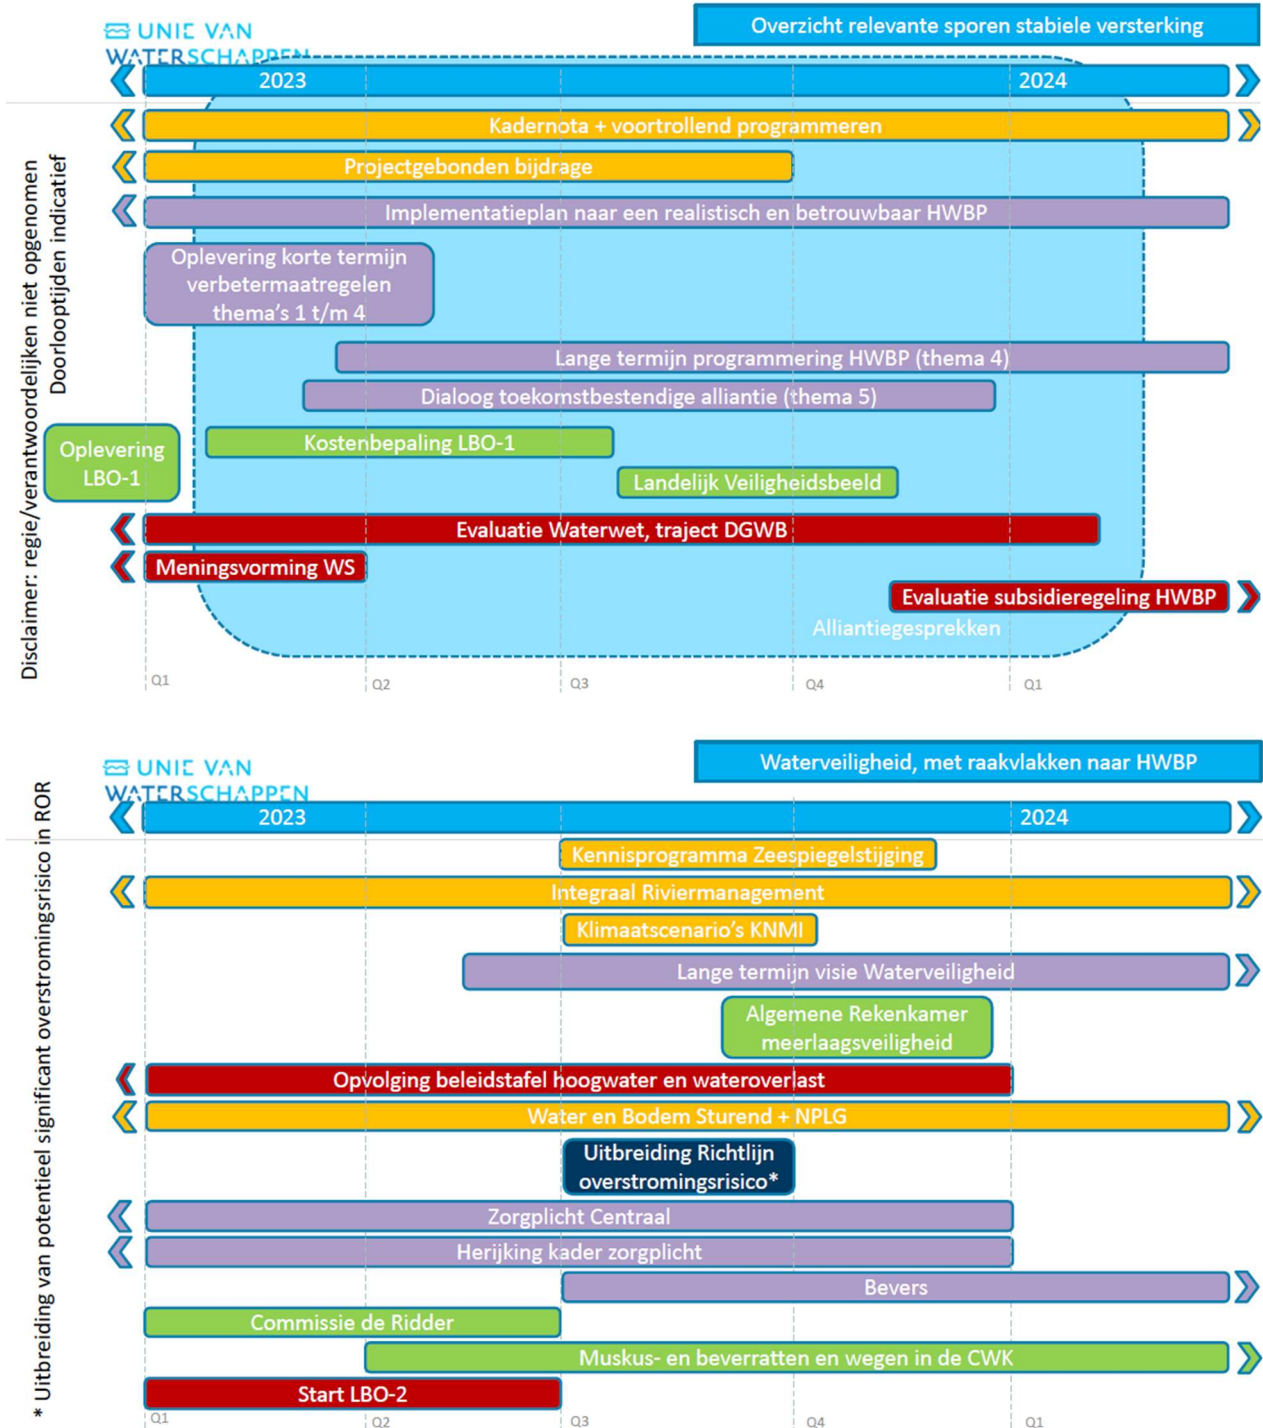 UNIE VAN
WATERSCHAPPEN
Overzicht relevante sporen stabiele versterking
2023
2024
Kadernota + voortrollend programmeren
Projectgebonden bijdrage
Implementatieplan naar een realistisch en betrouwbaar HWBP
Oplevering korte termijn
verbetermaatregelen
thema's 1 t/m 4
Lange termijn programmering HWBP (thema 4)
Dialoog toekomstbestendige alliantie (thema 5)
Oplevering
LBO-1
Kostenbepaling LBO-1
Landelijk Veiligheidsbeeld
Evaluatie Waterwet, traject DGWB
Meningsvorming WS
Evaluatie subsidieregeling HWBP
Alliantiegesprekken
Q1
Q2
Q3
Q4
Q1
Disclaimer: regie/verantwoordelijken niet opgenomen
Doorlooptijden indicatief
UNIE VAN
WATERSCHAPPEN
Waterveiligheid, met raakvlakken naar HWBP
2023
2024
Kennisprogramma Zeespiegelstijging
Integraal Riviermanagement
Klimaatscenario's KNMI
Lange termijn visie Waterveiligheid
Algemene Rekenkamer
meerlaagsveiligheid
Opvolging beleidstafel hoogwater en wateroverlast
Water en Bodem Sturend + NPLG
Uitbreiding Richtlijn
overstromingsrisico*
Zorgplicht Centraal
Herijking kader zorgplicht
Bevers
Commissie de Ridder
Muskus- en beverratten en wegen in de CWK
Start LBO-2
Q1
Q2
Q3
Q4
Q1
* Uitbreiding van potentieel significant overstromingsrisico in ROR